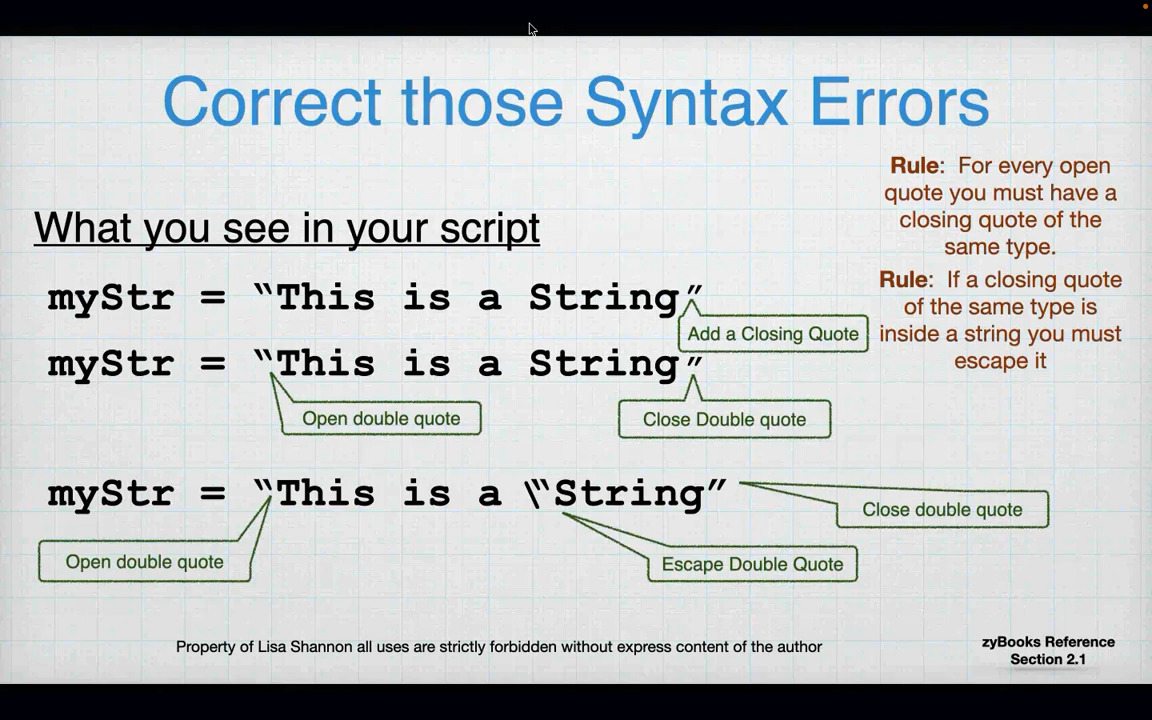 Correct those Syntax Errors
Rule:  For every open
quote you must have a
closing quote of the
same type.
Rule:  If a closing quote
of the same type is
inside a string you must
escape it
What you see in your script
myStr = “This is a String”
Add a Closing Quote
myStr = “This is a String”
Open double quote
Close Double quote
myStr = “This is a \“String”
Close double quote
Open double quote
Escape Double Quote
Property of Lisa Shannon all uses are strictly forbidden without express content of the author
zyBooks Reference
Section 2.1